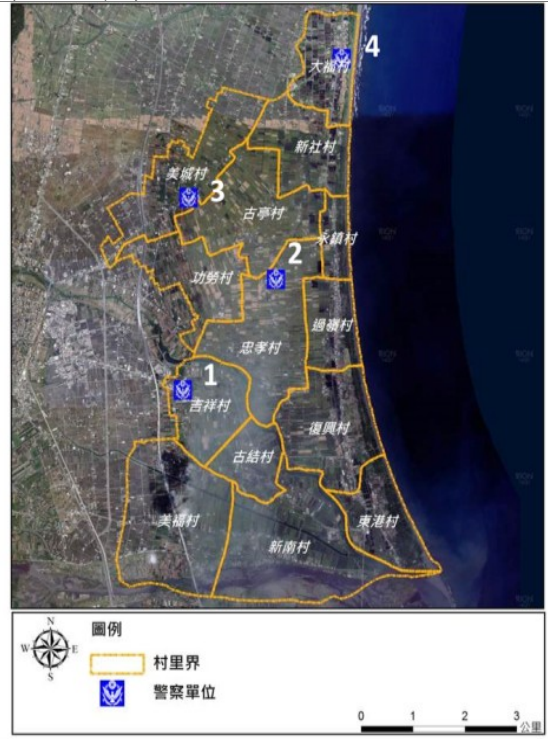 4
大福村
新社村
美城村
3
古亭村
永鎮村
2
功勞村
過嶺村
忠孝村
1
吉祥村
復興村
古結村
美福村
東港村
新南村
N
W
E
S
圖例
村里界
警察單位
0 1 2 3
公里